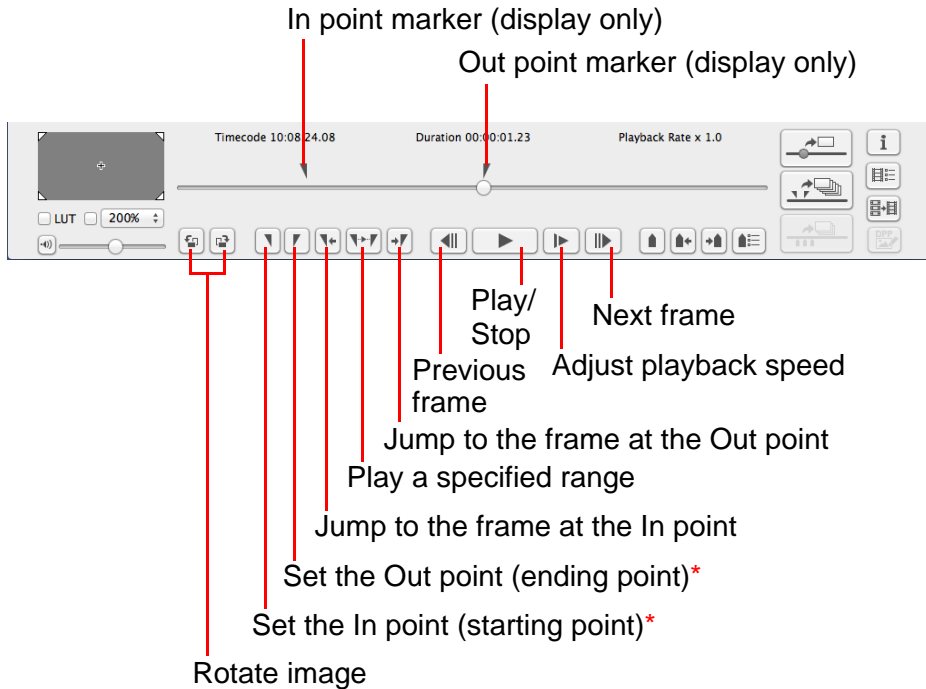 In point marker (display only)
Out point marker (display only)
Timecode 10:08:24.08
Duration 00:00:01.23
Playback Rate x 1.0
i
LUT
200%
DPP
Play/
Stop
Next frame
Previous
frame
Adjust playback speed
Jump to the frame at the Out point
Play a specified range
Jump to the frame at the In point
Set the Out point (ending point)*
Set the In point (starting point)*
Rotate image